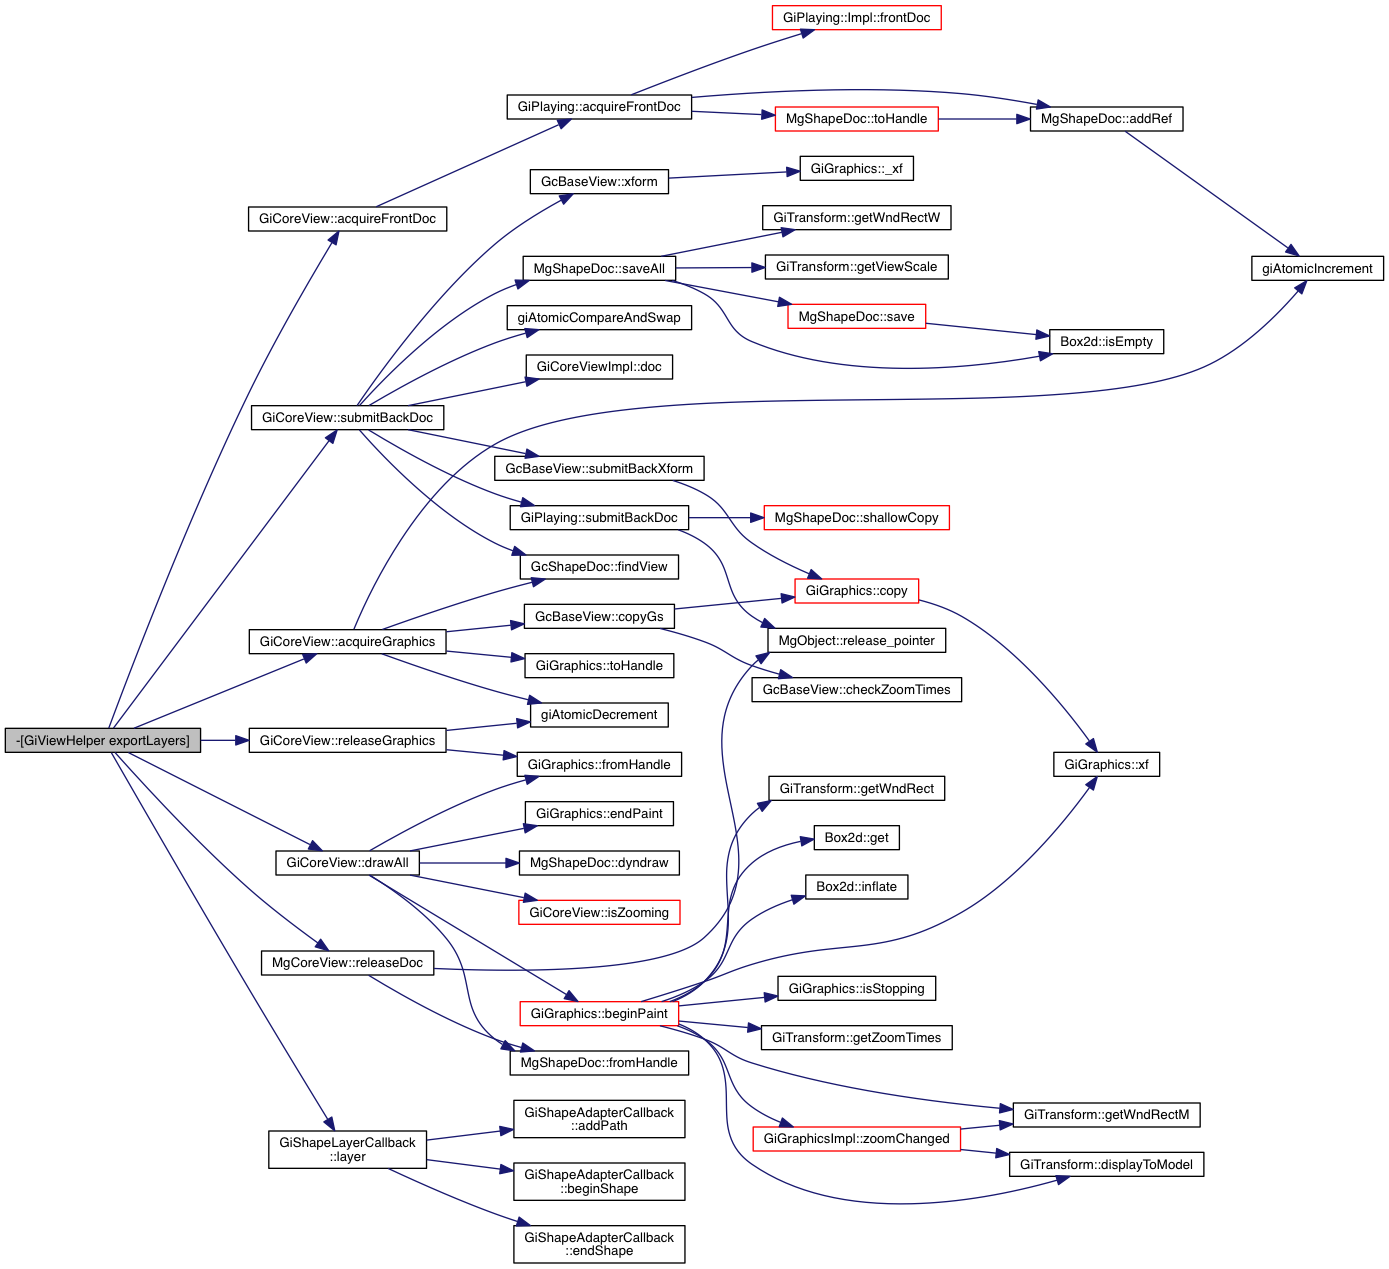 GiPlaying::Impl::frontDoc
GiPlaying::acquireFrontDoc
MgShapeDoc::toHandle
MgShapeDoc::addRef
GiGraphics::_xf
GcBaseView::xform
GiCoreView::acquireFrontDoc
GiTransform::getWndRectW
MgShapeDoc::saveAll
GiTransform::getViewScale
giAtomicIncrement
giAtomicCompareAndSwap
MgShapeDoc::save
Box2d::isEmpty
GiCoreViewImpl::doc
GiCoreView::submitBackDoc
GcBaseView::submitBackXform
GiPlaying::submitBackDoc
MgShapeDoc::shallowCopy
GcShapeDoc::findView
GiGraphics::copy
GcBaseView::copyGs
GiCoreView::acquireGraphics
MgObject::release_pointer
GiGraphics::toHandle
GcBaseView::checkZoomTimes
giAtomicDecrement
-[GiViewHelper exportLayers]
GiCoreView::releaseGraphics
GiGraphics::fromHandle
GiGraphics::xf
GiTransform::getWndRect
GiGraphics::endPaint
Box2d::get
GiCoreView::drawAll
MgShapeDoc::dyndraw
Box2d::inflate
GiCoreView::isZooming
MgCoreView::releaseDoc
GiGraphics::isStopping
GiGraphics::beginPaint
GiTransform::getZoomTimes
MgShapeDoc::fromHandle
GiShapeAdapterCallback
::addPath
GiTransform::getWndRectM
GiGraphicsImpl::zoomChanged
GiShapeLayerCallback
::layer
GiTransform::displayToModel
GiShapeAdapterCallback
::beginShape
GiShapeAdapterCallback
::endShape